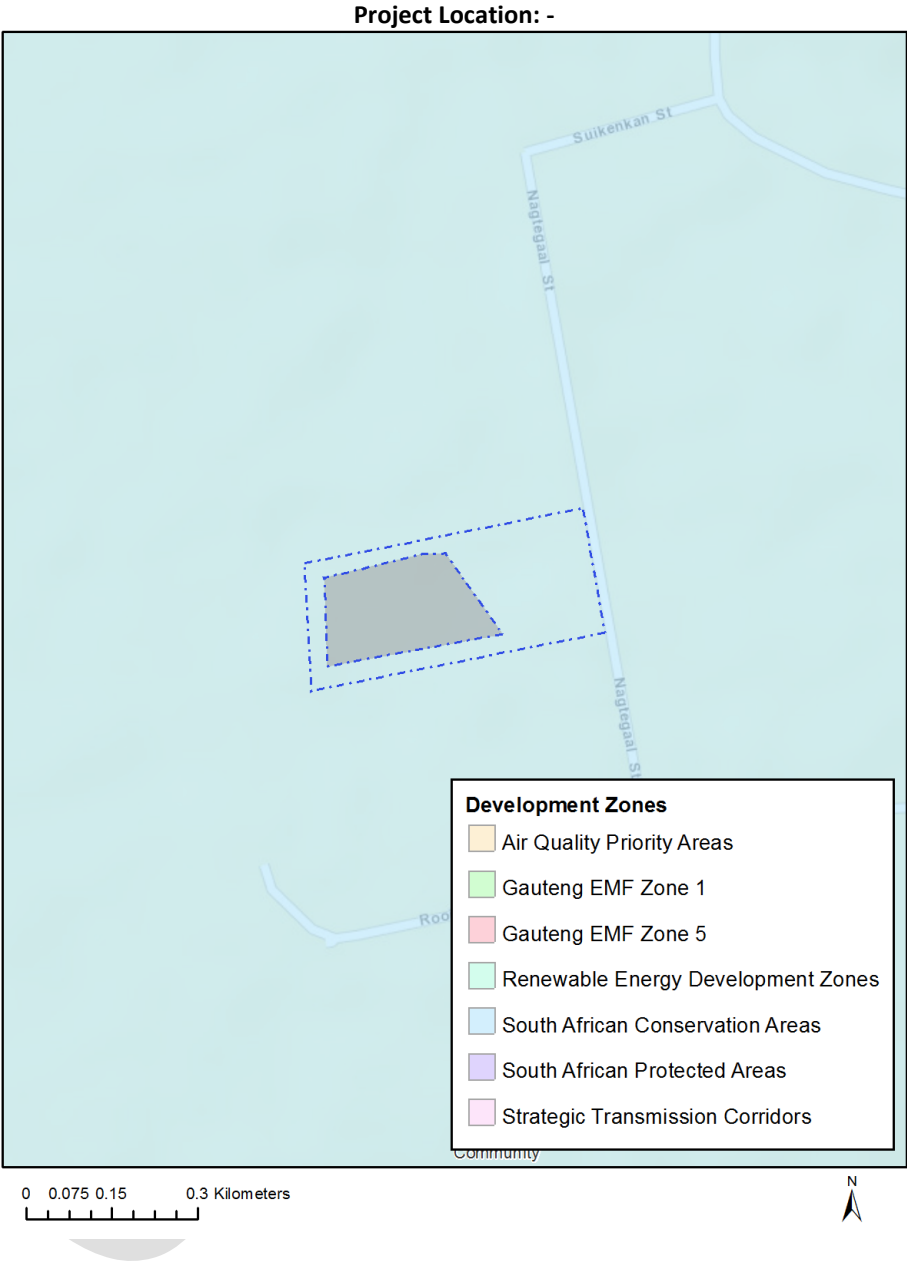 Project Location: -
Suikenkan St
Nagtegaal St
Nagtegaal St
Roo
Development Zones
Air Quality Priority Areas
Gauteng EMF Zone 1
Gauteng EMF Zone 5
Renewable Energy Development Zones
South African Conservation Areas
South African Protected Areas
Strategic Transmission Corridors
Community
0 0.075 0.15 0.3 Kilometers
N